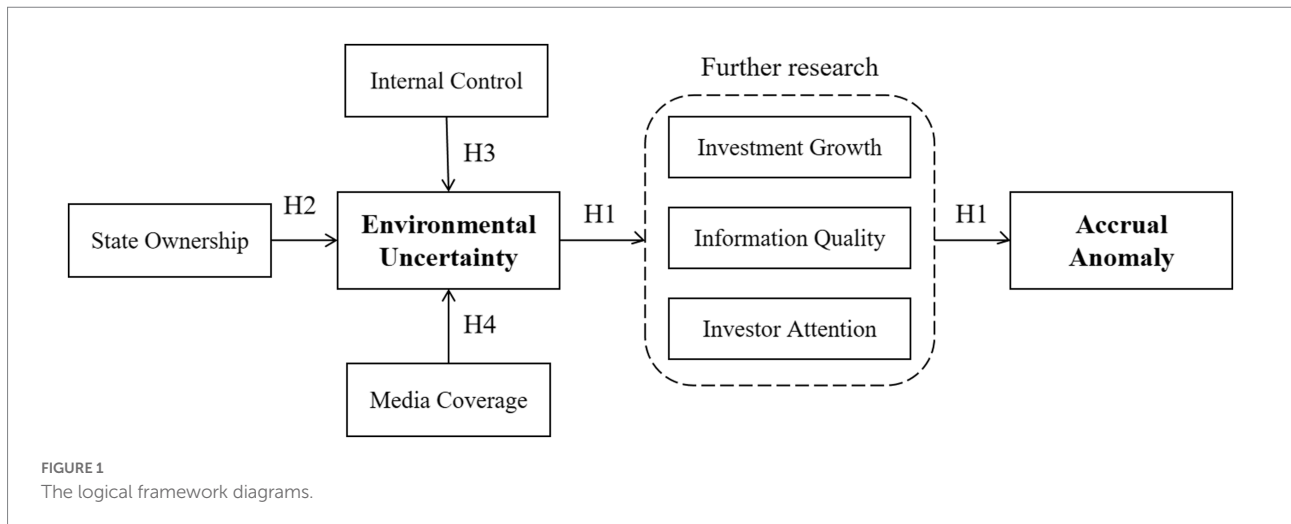 Internal Control
Further research
H3
Investment Growth
State Ownership
H2
Environmental
Uncertainty
H1
Information Quality
H1
Accrual
Anomaly
H4
Investor Attention
Media Coverage
FIGURE 1
The logical framework diagrams.